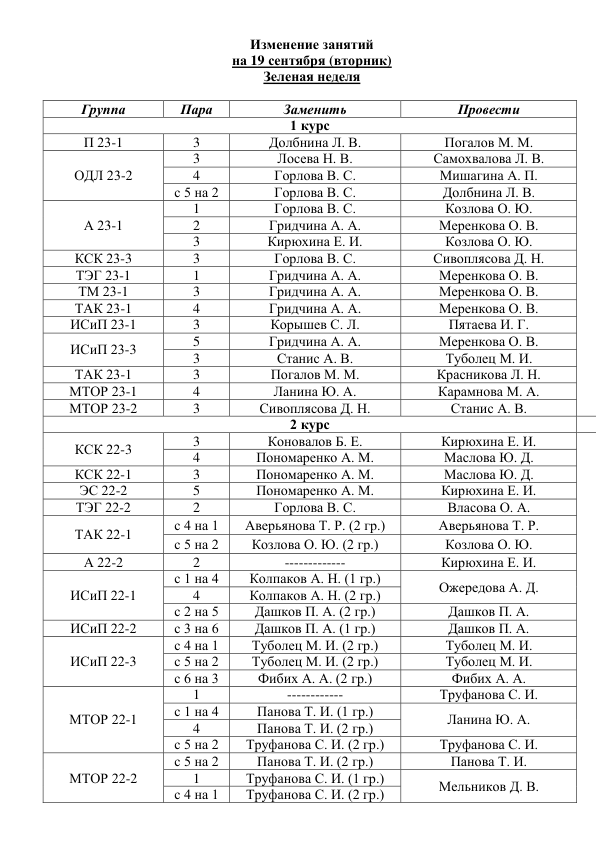 Изменение занятий
на 19 сентября (вторник)
Зеленая неделя
Группа Пара Заменить Провести
1 курс
П 23-1 3 Долбнина Л. В. Погалов М. М.
ОДЛ 23-2 3 Лосева Н. В. Самохвалова Л. В.
4 Горлова В. С. Мишагина А. П.
с 5 на 2 Горлова В. С. Долбнина Л. В.
А 23-1 1 Горлова В. С. Козлова О. Ю.
2 Гридчина А. А. Меренкова О. В.
3 Кирюхина Е. И. Козлова О. Ю.
КСК 23-3 3 Горлова В. С. Сивоплясова Д. Н.
ТЭГ 23-1 1 Гридчина А. А. Меренкова О. В.
ТМ 23-1 3 Гридчина А. А. Меренкова О. В.
ТАК 23-1 4 Гридчина А. А. Меренкова О. В.
ИСиП 23-1 3 Корышев С. Л. Пятаева И. Г.
ИСиП 23-3 5 Гридчина А. А. Меренкова О. В.
3 Станис А. В. Туболец М. И.
ТАК 23-1 3 Погалов М. М. Красникова Л. Н.
МТОР 23-1 4 Ланина Ю. А. Карамнова М. А.
МТОР 23-2 3 Сивоплясова Д. Н. Станис А. В.
2 курс
КСК 22-3 3 Коновалов Б. Е. Кирюхина Е. И.
4 Пономаренко А. М. Маслова Ю. Д.
КСК 22-1 3 Пономаренко А. М. Маслова Ю. Д.
ЭС 22-2 5 Пономаренко А. М. Кирюхина Е. И.
ТЭГ 22-2 2 Горлова В. С. Власова О. А.
ТАК 22-1 с 4 на 1 Аверьянова Т. Р. (2 гр.) Аверьянова Т. Р.
с 5 на 2 Козлова О. Ю. (2 гр.) Козлова О. Ю.
А 22-2 2 ------------- Кирюхина Е. И.
ИСиП 22-1 с 1 на 4 Колпаков А. Н. (1 гр.) Ожередова А. Д.
4 Колпаков А. Н. (2 гр.)
с 2 на 5 Дашков П. А. (2 гр.) Дашков П. А.
ИСиП 22-2 с 3 на 6 Дашков П. А. (1 гр.) Дашков П. А.
ИСиП 22-3 с 4 на 1 Туболец М. И. (2 гр.) Туболец М. И.
с 5 на 2 Туболец М. И. (2 гр.) Туболец М. И.
с 6 на 3 Фибих А. А. (2 гр.) Фибих А. А.
МТОР 22-1 1 ------------ Труфанова С. И.
с 1 на 4 Панова Т. И. (1 гр.) Ланина Ю. А.
4 Панова Т. И. (2 гр.)
с 5 на 2 Труфанова С. И. (2 гр.) Труфанова С. И.
МТОР 22-2 с 5 на 2 Панова Т. И. (2 гр.) Панова Т. И.
1 Труфанова С. И. (1 гр.) Мельников Д. В.
с 4 на 1 Труфанова С. И. (2 гр.)